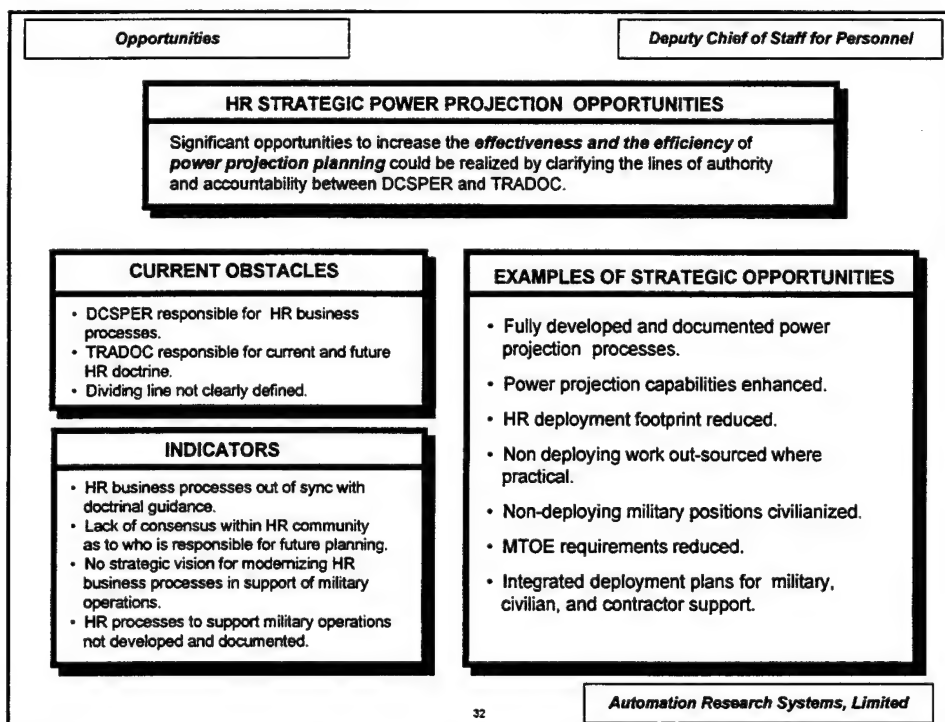 Opportunities
Deputy Chief of Staff for Personnel
HR STRATEGIC POWER PROJECTION OPPORTUNITIES
Significant opportunities to increase the effectiveness and the efficiency of
power projection planning could be realized by clarifying the lines of authority
and accountability between DCSPER and TRADOC.
CURRENT OBSTACLES
• DCSPER responsible for HR business
processes.
• TRADOC responsible for current and future
HR doctrine.
• Dividing line not clearly defined.
INDICATORS
• HR business processes out of sync with
doctrinal guidance.
• Lack of consensus within HR community
as to who is responsible for future planning.
• No strategic vision for modernizing HR
business processes in support of military
operations.
• HR processes to support military operations
not developed and documented.
EXAMPLES OF STRATEGIC OPPORTUNITIES
• Fully developed and documented power
projection processes.
• Power projection capabilities enhanced.
• HR deployment footprint reduced.
• Non deploying work out-sourced where
practical.
• Non-deploying military positions civilianized.
• MTOE requirements reduced.
• Integrated deployment plans for military,
civilian, and contractor support.
32
Automation Research Systems, Limited